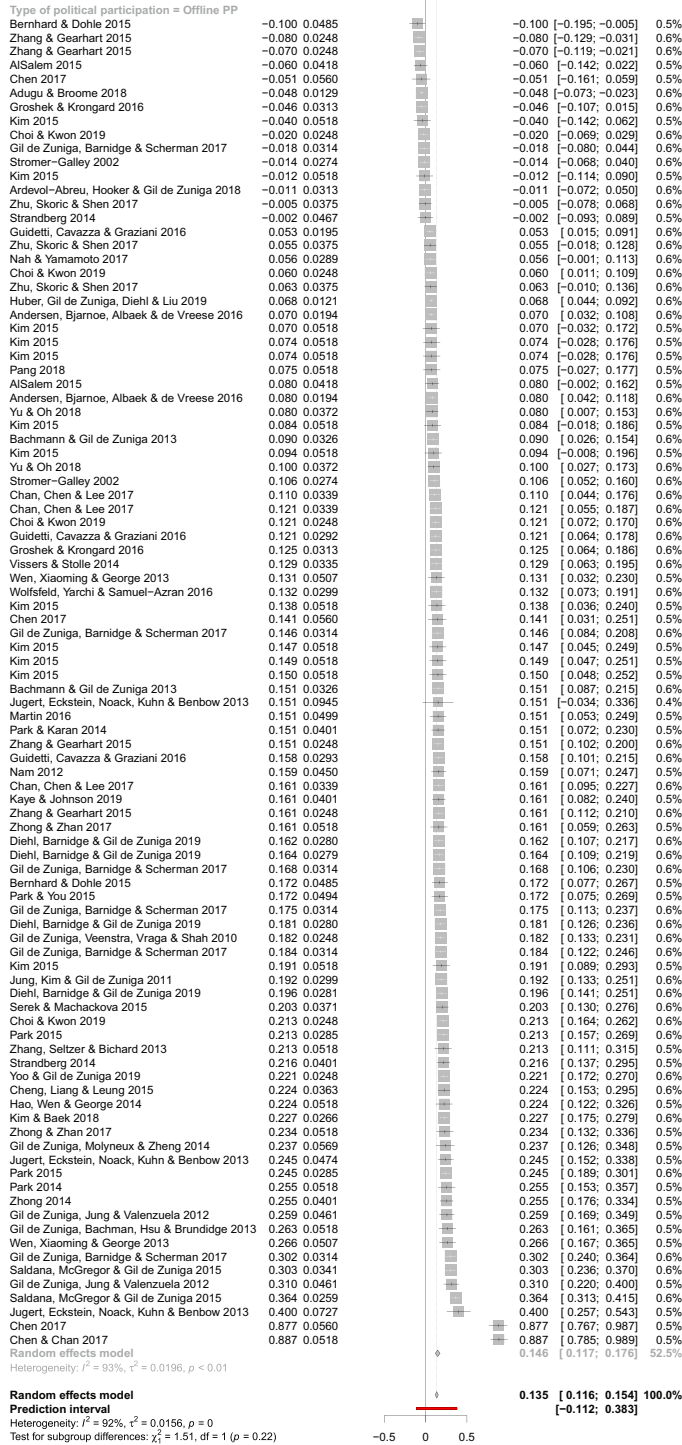 Type of political participation = Offline PP
Bernhard & Dohle 2015 −0.100 0.0485 −0.100 [−0.195; −0.005] 0.5%
Zhang & Gearhart 2015 −0.080 0.0248 −0.080 [−0.129; −0.031] 0.6%
Zhang & Gearhart 2015 −0.070 0.0248 −0.070 [−0.119; −0.021] 0.6%
AlSalem 2015 −0.060 0.0418 −0.060 [−0.142; 0.022] 0.5%
Chen 2017 −0.051 0.0560 −0.051 [−0.161; 0.059] 0.5%
Adugu & Broome 2018 −0.048 0.0129 −0.048 [−0.073; −0.023] 0.6%
Groshek & Krongard 2016 −0.046 0.0313 −0.046 [−0.107; 0.015] 0.6%
Kim 2015 −0.040 0.0518 −0.040 [−0.142; 0.062] 0.5%
Choi & Kwon 2019 −0.020 0.0248 −0.020 [−0.069; 0.029] 0.6%
Gil de Zuniga, Barnidge & Scherman 2017 −0.018 0.0314 −0.018 [−0.080; 0.044] 0.6%
Stromer−Galley 2002 −0.014 0.0274 −0.014 [−0.068; 0.040] 0.6%
Kim 2015 −0.012 0.0518 −0.012 [−0.114; 0.090] 0.5%
Ardevol−Abreu, Hooker & Gil de Zuniga 2018 −0.011 0.0313 −0.011 [−0.072; 0.050] 0.6%
Zhu, Skoric & Shen 2017 −0.005 0.0375 −0.005 [−0.078; 0.068] 0.6%
Strandberg 2014 −0.002 0.0467 −0.002 [−0.093; 0.089] 0.5%
Guidetti, Cavazza & Graziani 2016 0.053 0.0195 0.053 [ 0.015; 0.091] 0.6%
Zhu, Skoric & Shen 2017 0.055 0.0375 0.055 [−0.018; 0.128] 0.6%
Nah & Yamamoto 2017 0.056 0.0289 0.056 [−0.001; 0.113] 0.6%
Choi & Kwon 2019 0.060 0.0248 0.060 [ 0.011; 0.109] 0.6%
Zhu, Skoric & Shen 2017 0.063 0.0375 0.063 [−0.010; 0.136] 0.6%
Huber, Gil de Zuniga, Diehl & Liu 2019 0.068 0.0121 0.068 [ 0.044; 0.092] 0.6%
Andersen, Bjarnoe, Albaek & de Vreese 2016 0.070 0.0194 0.070 [ 0.032; 0.108] 0.6%
Kim 2015 0.070 0.0518 0.070 [−0.032; 0.172] 0.5%
Kim 2015 0.074 0.0518 0.074 [−0.028; 0.176] 0.5%
Kim 2015 0.074 0.0518 0.074 [−0.028; 0.176] 0.5%
Pang 2018 0.075 0.0518 0.075 [−0.027; 0.177] 0.5%
AlSalem 2015 0.080 0.0418 0.080 [−0.002; 0.162] 0.5%
Andersen, Bjarnoe, Albaek & de Vreese 2016 0.080 0.0194 0.080 [ 0.042; 0.118] 0.6%
Yu & Oh 2018 0.080 0.0372 0.080 [ 0.007; 0.153] 0.6%
Kim 2015 0.084 0.0518 0.084 [−0.018; 0.186] 0.5%
Bachmann & Gil de Zuniga 2013 0.090 0.0326 0.090 [ 0.026; 0.154] 0.6%
Kim 2015 0.094 0.0518 0.094 [−0.008; 0.196] 0.5%
Yu & Oh 2018 0.100 0.0372 0.100 [ 0.027; 0.173] 0.6%
Stromer−Galley 2002 0.106 0.0274 0.106 [ 0.052; 0.160] 0.6%
Chan, Chen & Lee 2017 0.110 0.0339 0.110 [ 0.044; 0.176] 0.6%
Chan, Chen & Lee 2017 0.121 0.0339 0.121 [ 0.055; 0.187] 0.6%
Choi & Kwon 2019 0.121 0.0248 0.121 [ 0.072; 0.170] 0.6%
Guidetti, Cavazza & Graziani 2016 0.121 0.0292 0.121 [ 0.064; 0.178] 0.6%
Groshek & Krongard 2016 0.125 0.0313 0.125 [ 0.064; 0.186] 0.6%
Vissers & Stolle 2014 0.129 0.0335 0.129 [ 0.063; 0.195] 0.6%
Wen, Xiaoming & George 2013 0.131 0.0507 0.131 [ 0.032; 0.230] 0.5%
Wolfsfeld, Yarchi & Samuel−Azran 2016 0.132 0.0299 0.132 [ 0.073; 0.191] 0.6%
Kim 2015 0.138 0.0518 0.138 [ 0.036; 0.240] 0.5%
Chen 2017 0.141 0.0560 0.141 [ 0.031; 0.251] 0.5%
Gil de Zuniga, Barnidge & Scherman 2017 0.146 0.0314 0.146 [ 0.084; 0.208] 0.6%
Kim 2015 0.147 0.0518 0.147 [ 0.045; 0.249] 0.5%
Kim 2015 0.149 0.0518 0.149 [ 0.047; 0.251] 0.5%
Kim 2015 0.150 0.0518 0.150 [ 0.048; 0.252] 0.5%
Bachmann & Gil de Zuniga 2013 0.151 0.0326 0.151 [ 0.087; 0.215] 0.6%
Jugert, Eckstein, Noack, Kuhn & Benbow 2013 0.151 0.0945 0.151 [−0.034; 0.336] 0.4%
Martin 2016 0.151 0.0499 0.151 [ 0.053; 0.249] 0.5%
Park & Karan 2014 0.151 0.0401 0.151 [ 0.072; 0.230] 0.5%
Zhang & Gearhart 2015 0.151 0.0248 0.151 [ 0.102; 0.200] 0.6%
Guidetti, Cavazza & Graziani 2016 0.158 0.0293 0.158 [ 0.101; 0.215] 0.6%
Nam 2012 0.159 0.0450 0.159 [ 0.071; 0.247] 0.5%
Chan, Chen & Lee 2017 0.161 0.0339 0.161 [ 0.095; 0.227] 0.6%
Kaye & Johnson 2019 0.161 0.0401 0.161 [ 0.082; 0.240] 0.5%
Zhang & Gearhart 2015 0.161 0.0248 0.161 [ 0.112; 0.210] 0.6%
Zhong & Zhan 2017 0.161 0.0518 0.161 [ 0.059; 0.263] 0.5%
Diehl, Barnidge & Gil de Zuniga 2019 0.162 0.0280 0.162 [ 0.107; 0.217] 0.6%
Diehl, Barnidge & Gil de Zuniga 2019 0.164 0.0279 0.164 [ 0.109; 0.219] 0.6%
Gil de Zuniga, Barnidge & Scherman 2017 0.168 0.0314 0.168 [ 0.106; 0.230] 0.6%
Bernhard & Dohle 2015 0.172 0.0485 0.172 [ 0.077; 0.267] 0.5%
Park & You 2015 0.172 0.0494 0.172 [ 0.075; 0.269] 0.5%
Gil de Zuniga, Barnidge & Scherman 2017 0.175 0.0314 0.175 [ 0.113; 0.237] 0.6%
Diehl, Barnidge & Gil de Zuniga 2019 0.181 0.0280 0.181 [ 0.126; 0.236] 0.6%
Gil de Zuniga, Veenstra, Vraga & Shah 2010 0.182 0.0248 0.182 [ 0.133; 0.231] 0.6%
Gil de Zuniga, Barnidge & Scherman 2017 0.184 0.0314 0.184 [ 0.122; 0.246] 0.6%
Kim 2015 0.191 0.0518 0.191 [ 0.089; 0.293] 0.5%
Jung, Kim & Gil de Zuniga 2011 0.192 0.0299 0.192 [ 0.133; 0.251] 0.6%
Diehl, Barnidge & Gil de Zuniga 2019 0.196 0.0281 0.196 [ 0.141; 0.251] 0.6%
Serek & Machackova 2015 0.203 0.0371 0.203 [ 0.130; 0.276] 0.6%
Choi & Kwon 2019 0.213 0.0248 0.213 [ 0.164; 0.262] 0.6%
Park 2015 0.213 0.0285 0.213 [ 0.157; 0.269] 0.6%
Zhang, Seltzer & Bichard 2013 0.213 0.0518 0.213 [ 0.111; 0.315] 0.5%
Strandberg 2014 0.216 0.0401 0.216 [ 0.137; 0.295] 0.5%
Yoo & Gil de Zuniga 2019 0.221 0.0248 0.221 [ 0.172; 0.270] 0.6%
Cheng, Liang & Leung 2015 0.224 0.0363 0.224 [ 0.153; 0.295] 0.6%
Hao, Wen & George 2014 0.224 0.0518 0.224 [ 0.122; 0.326] 0.5%
Kim & Baek 2018 0.227 0.0266 0.227 [ 0.175; 0.279] 0.6%
Zhong & Zhan 2017 0.234 0.0518 0.234 [ 0.132; 0.336] 0.5%
Gil de Zuniga, Molyneux & Zheng 2014 0.237 0.0569 0.237 [ 0.126; 0.348] 0.5%
Jugert, Eckstein, Noack, Kuhn & Benbow 2013 0.245 0.0474 0.245 [ 0.152; 0.338] 0.5%
Park 2015 0.245 0.0285 0.245 [ 0.189; 0.301] 0.6%
Park 2014 0.255 0.0518 0.255 [ 0.153; 0.357] 0.5%
Zhong 2014 0.255 0.0401 0.255 [ 0.176; 0.334] 0.5%
Gil de Zuniga, Jung & Valenzuela 2012 0.259 0.0461 0.259 [ 0.169; 0.349] 0.5%
Gil de Zuniga, Bachman, Hsu & Brundidge 2013 0.263 0.0518 0.263 [ 0.161; 0.365] 0.5%
Wen, Xiaoming & George 2013 0.266 0.0507 0.266 [ 0.167; 0.365] 0.5%
Gil de Zuniga, Barnidge & Scherman 2017 0.302 0.0314 0.302 [ 0.240; 0.364] 0.6%
Saldana, McGregor & Gil de Zuniga 2015 0.303 0.0341 0.303 [ 0.236; 0.370] 0.6%
Gil de Zuniga, Jung & Valenzuela 2012 0.310 0.0461 0.310 [ 0.220; 0.400] 0.5%
Saldana, McGregor & Gil de Zuniga 2015 0.364 0.0259 0.364 [ 0.313; 0.415] 0.6%
Jugert, Eckstein, Noack, Kuhn & Benbow 2013 0.400 0.0727 0.400 [ 0.257; 0.543] 0.5%
Chen 2017 0.877 0.0560 0.877 [ 0.767; 0.987] 0.5%
Chen & Chan 2017 0.887 0.0518 0.887 [ 0.785; 0.989] 0.5%
Random effects model 0.146 [ 0.117; 0.176] 52.5%
Heterogeneity: I² = 93%, τ² = 0.0196, p < 0.01
Random effects model 0.135 [ 0.116; 0.154] 100.0%
Prediction interval [−0.112; 0.383]
Heterogeneity: I² = 92%, τ² = 0.0156, p = 0
Test for subgroup differences: χ²₁ = 1.51, df = 1 (p = 0.22)
−0.5 0 0.5